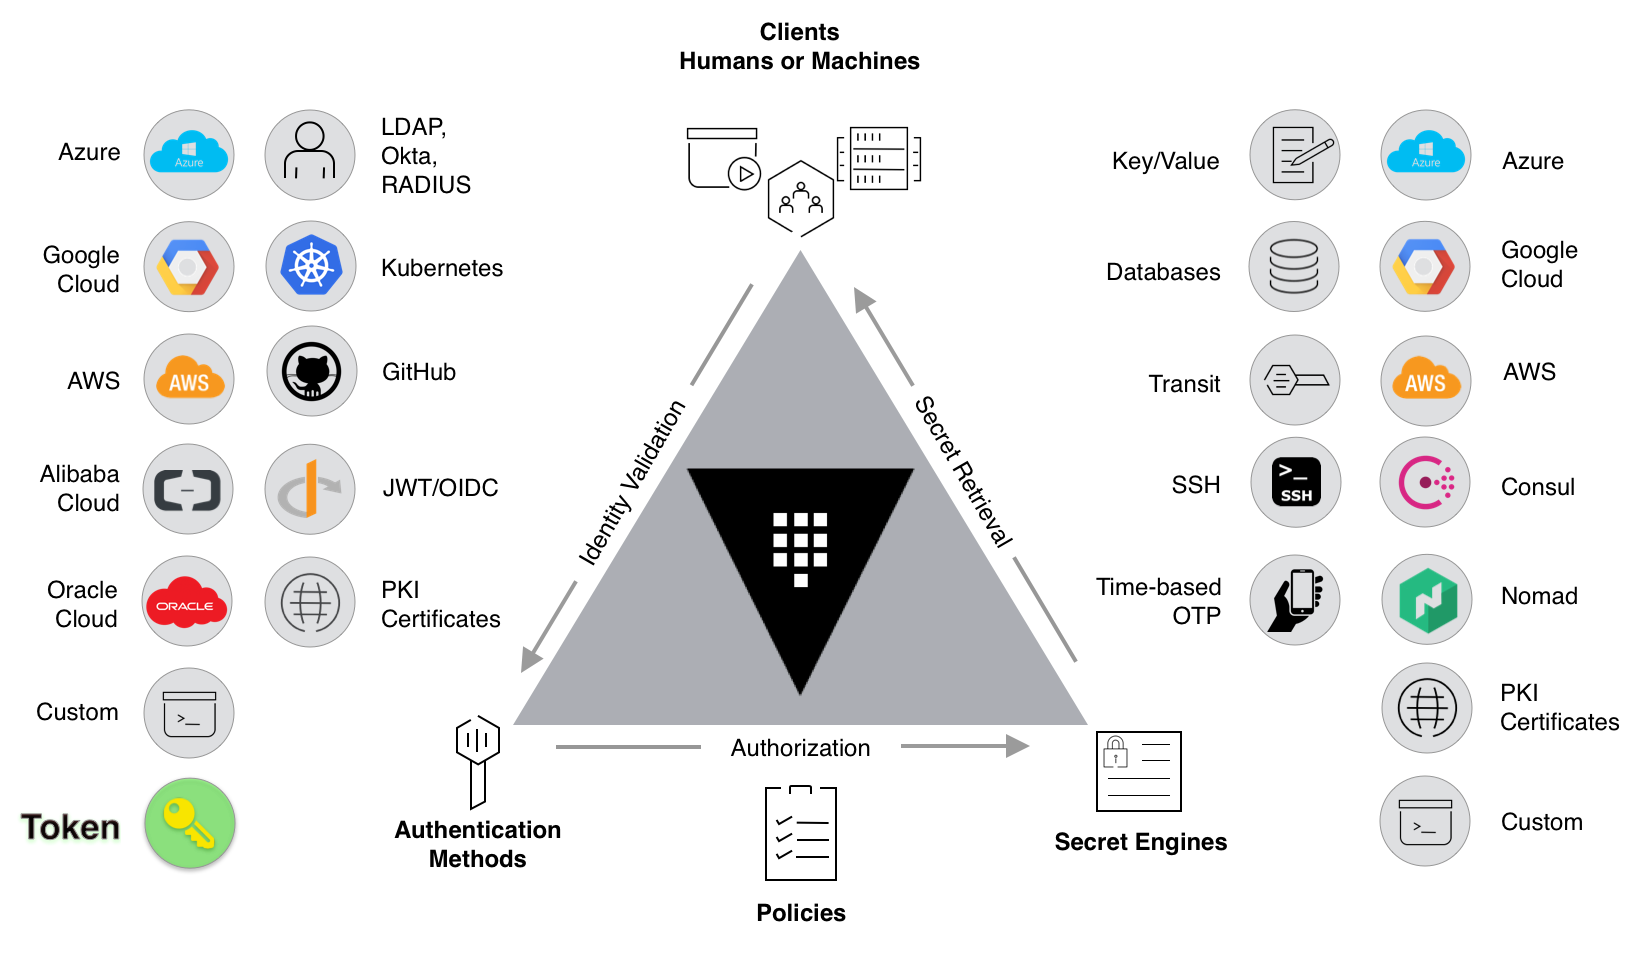 Clients
Humans or Machines
Azure
Azure
LDAP,
Okta,
RADIUS
Google
Cloud
Kubernetes
AWS
AWS
GitHub
Alibaba
Cloud
JWT/OIDC
Oracle
Cloud
ORACLE
PKI
Certificates
Custom
>_
Token
Identity Validation
Secret Retrieval
Authorization
Authentication
Methods
Policies
Secret Engines
Key/Value
Azure
Azure
Databases
Google
Cloud
Transit
AWS
AWS
SSH
>_
SSH
Consul
Time-based
OTP
Nomad
PKI
Certificates
>_
Custom